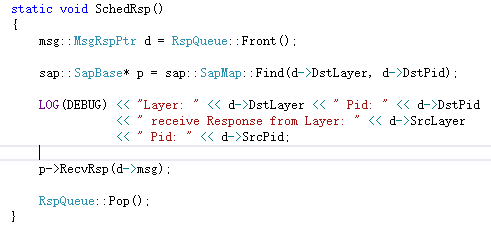 static void SchedRsp()
{
    msg::MsgRspPtr d = RspQueue::Front();
    sap::SapBase* p = sap::SapMap::Find(d->DstLayer, d->DstPid);
    LOG(DEBUG) << "Layer: " << d->DstLayer << " Pid: " << d->DstPid
               << " receive Response from Layer: " << d->SrcLayer
               << " Pid: " << d->SrcPid;
    p->RecvRsp(d->msg);
    RspQueue::Pop();
}